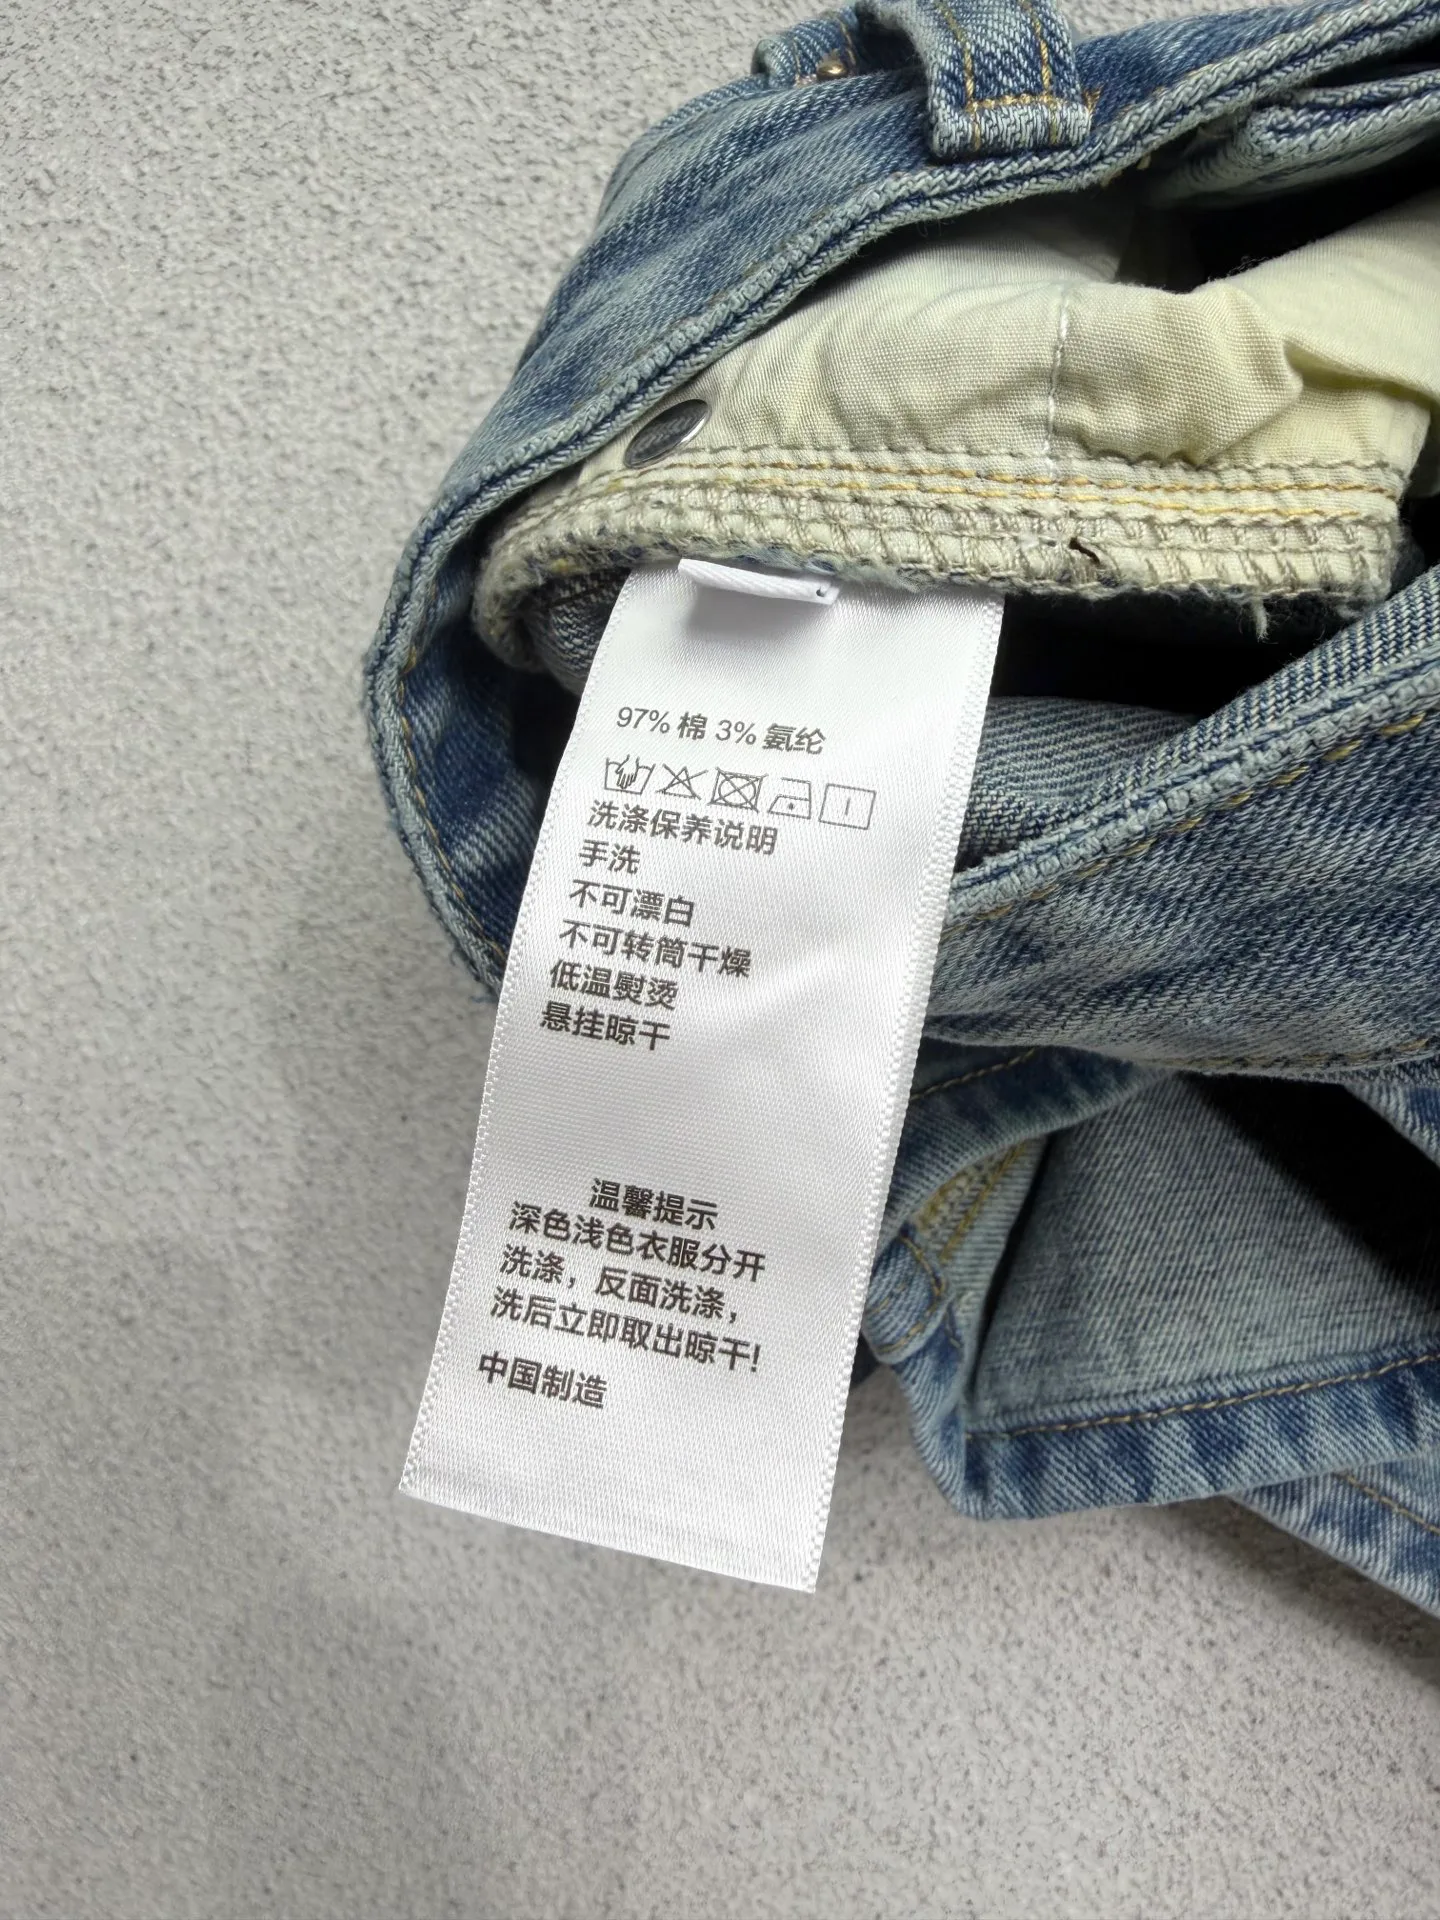 97% 棉 3% 氨纶
洗涤保养说明
手洗
不可漂白
不可转筒干燥
低温熨烫
悬挂晾干
温馨提示
深色浅色衣服分开
洗涤，反面洗涤，
洗后立即取出晾干!
中国制造